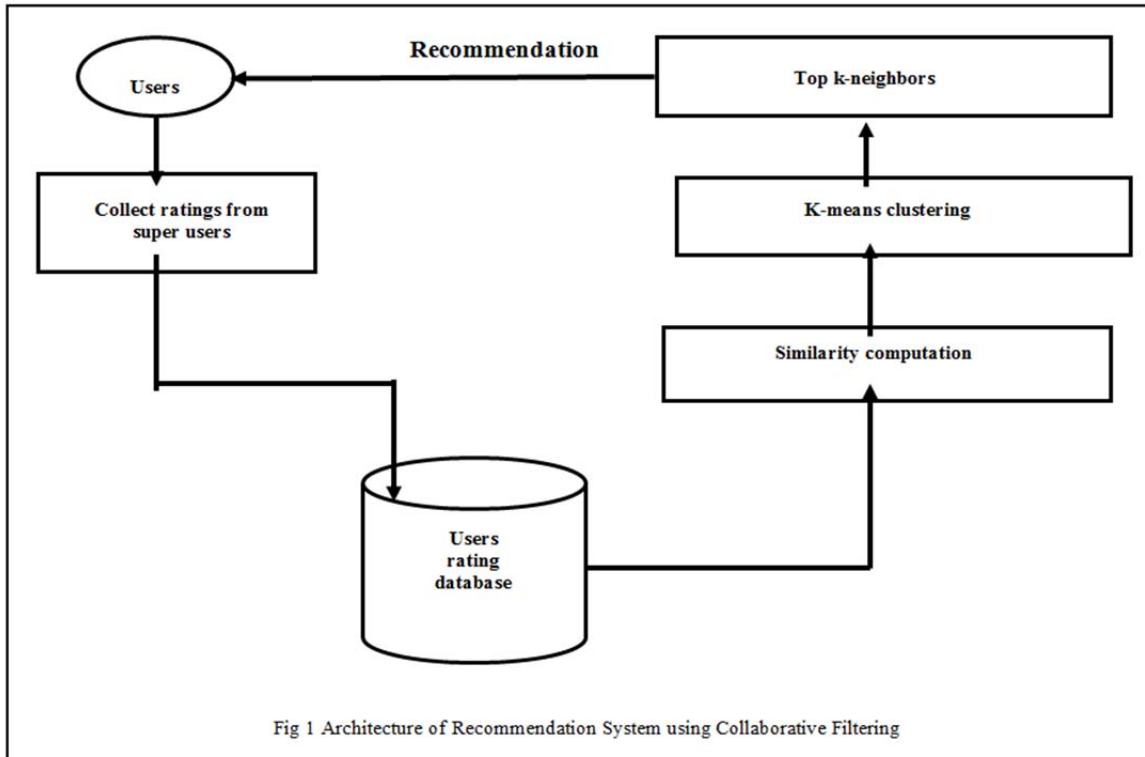 Recommendation
Users
Top k-neighbors
Collect ratings from
super users
K-means clustering
Similarity computation
Users
rating
database
Fig 1 Architecture of Recommendation System using Collaborative Filtering